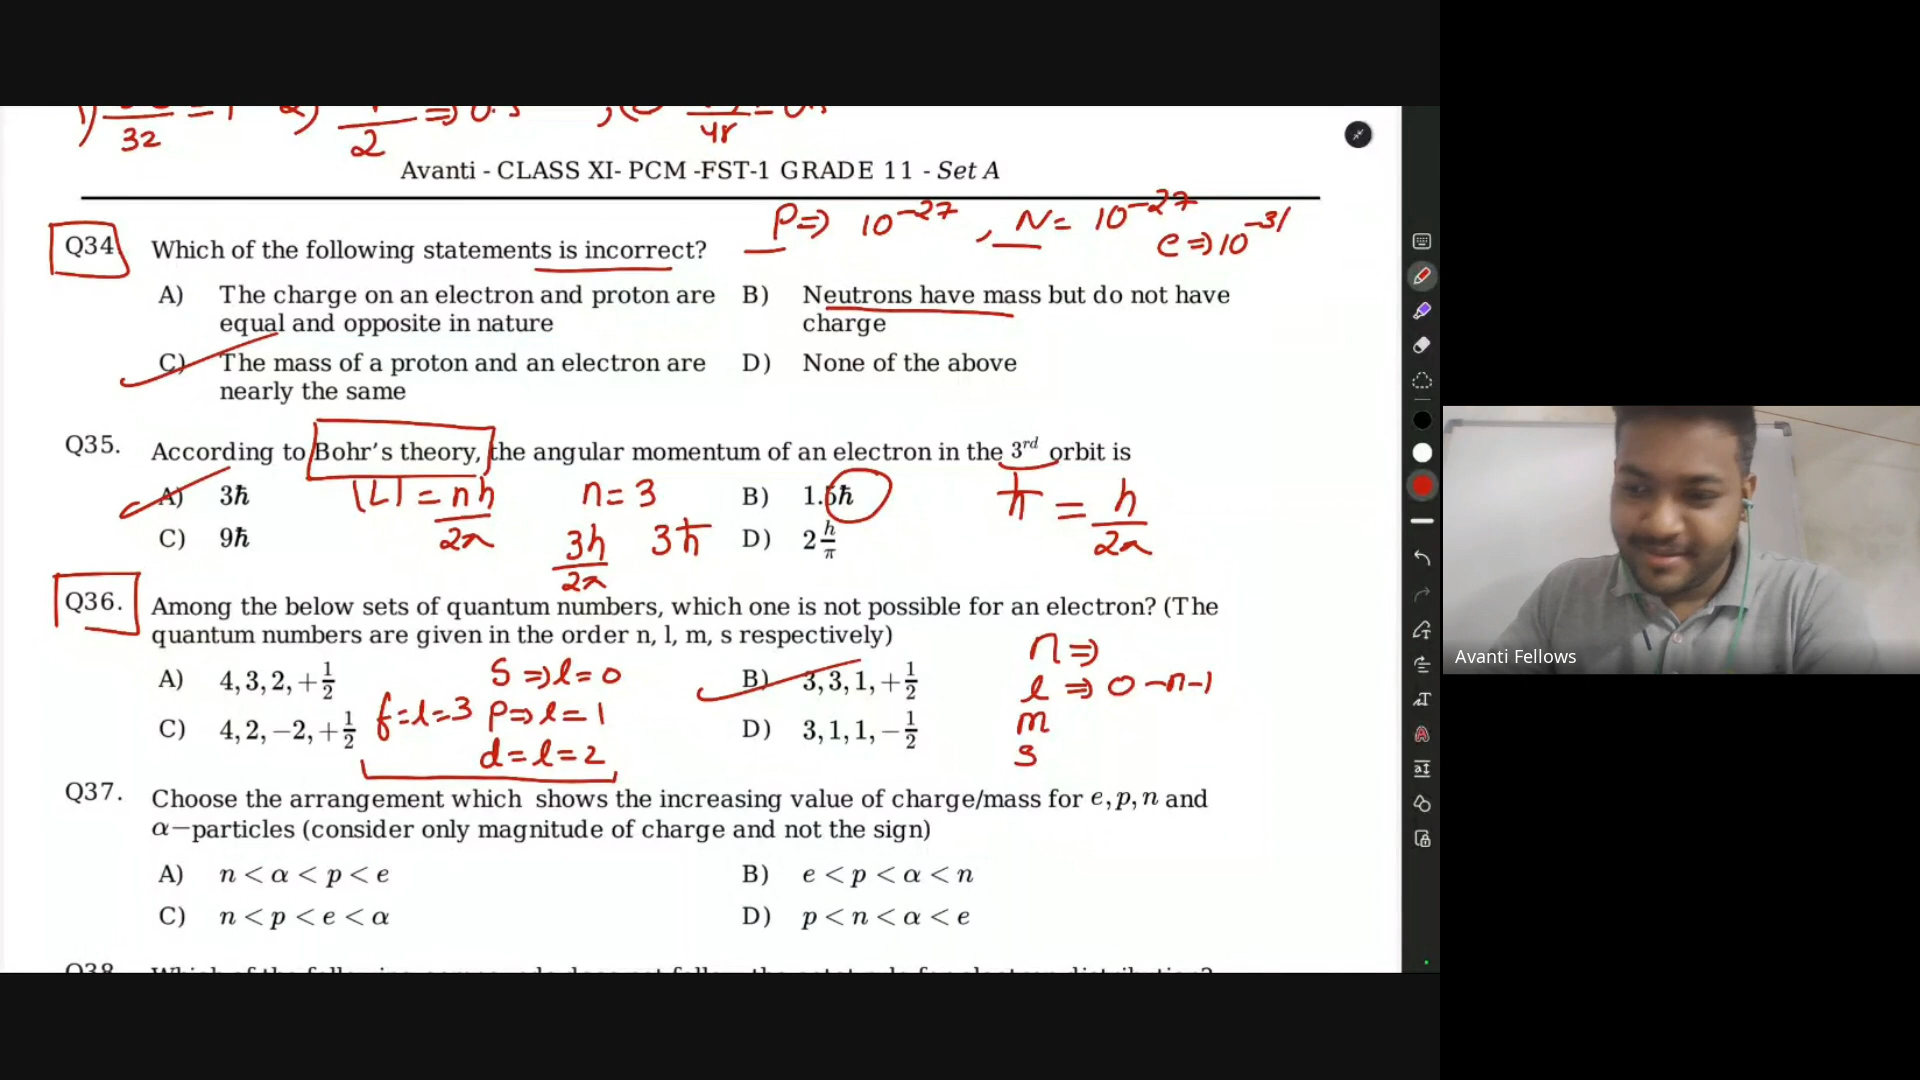 32
2
Avanti - CLASS XI- PCM -FST-1 GRADE 11 - Set A
P⇒ 10⁻²⁷ , N= 10⁻²⁷
e⇒10⁻³¹
Q34 Which of the following statements is incorrect?
A) The charge on an electron and proton are equal and opposite in nature
B) Neutrons have mass but do not have charge
C) The mass of a proton and an electron are nearly the same
D) None of the above
Q35. According to Bohr's theory, the angular momentum of an electron in the 3ʳᵈ orbit is
A) 3ħ
B) 1.5ħ
C) 9ħ
D) 2 h/π
|L| = nh/2π
n=3
3h/2π 3ħ
ħ = h/2π
Q36. Among the below sets of quantum numbers, which one is not possible for an electron? (The
quantum numbers are given in the order n, l, m, s respectively)
A) 4, 3, 2, +1/2
B) 3, 3, 1, +1/2
C) 4, 2, −2, +1/2
D) 3, 1, 1, −1/2
S ⇒ l = 0
f = l = 3 P ⇒ l = 1
d = l = 2
n ⇒
l ⇒ 0 – n-1
m
s
Q37. Choose the arrangement which shows the increasing value of charge/mass for e, p, n and
α−particles (consider only magnitude of charge and not the sign)
A) n < α < p < e
B) e < p < α < n
C) n < p < e < α
D) p < n < α < e
Avanti Fellows